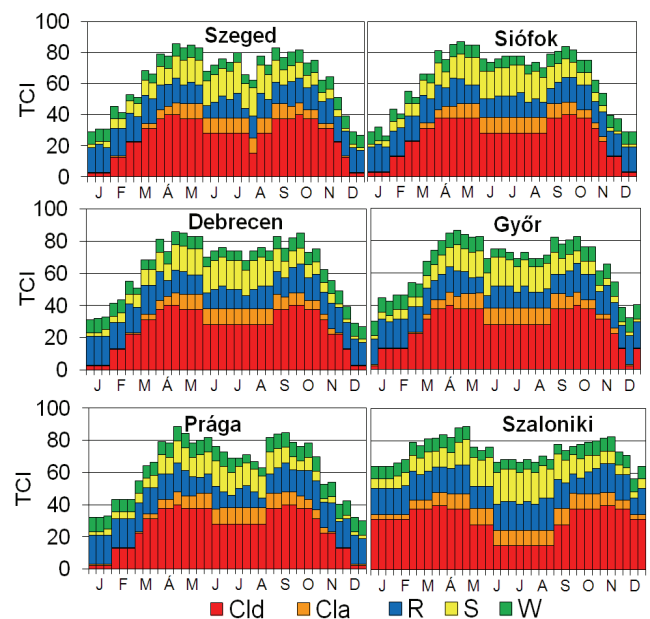 Szeged
Siófok
TCI
100
80
60
40
20
0
J F M Á M J J A S O N D
J F M Á M J J A S O N D
Debrecen
Győr
TCI
100
80
60
40
20
0
J F M Á M J J A S O N D
J F M Á M J J A S O N D
Prága
Szaloniki
TCI
100
80
60
40
20
0
J F M Á M J J A S O N D
J F M Á M J J A S O N D
Cld Cla R S W